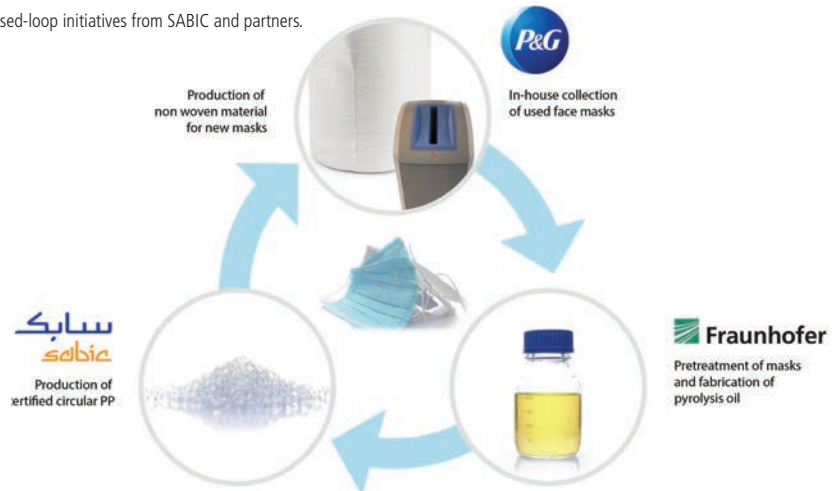 sed-loop initiatives from SABIC and partners.
P&G
Production of
non woven material
for new masks
In-house collection
of used face masks
سابك
sabic
Production of
ertified circular PP
Fraunhofer
Pretreatment of masks
and fabrication of
pyrolysis oil